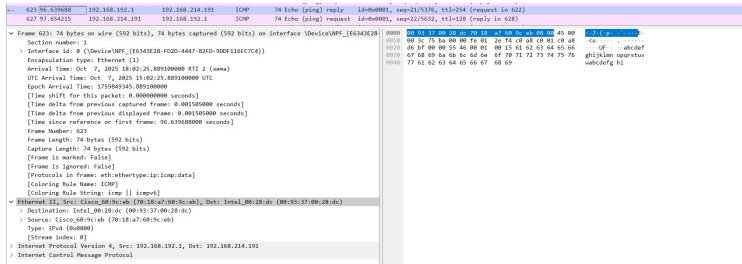 623 96.639688 192.168.192.1 192.168.214.191 ICMP 74 Echo (ping) reply id=0x0001, seq=21/5376, ttl=254 (request in 622)
627 97.654215 192.168.214.191 192.168.192.1 ICMP 74 Echo (ping) request id=0x0001, seq=22/5632, ttl=128 (reply in 628)
Frame 623: 74 bytes on wire (592 bits), 74 bytes captured (592 bits) on interface \Device\NPF_{E6343E28-
Section number: 1
Interface id: 0 (\Device\NPF_{E6343E28-FD2D-4447-82FD-9DDF116FC7C4})
Encapsulation type: Ethernet (1)
Arrival Time: Oct 7, 2025 18:02:25.889100000 RTZ 2 (зима)
UTC Arrival Time: Oct 7, 2025 15:02:25.889100000 UTC
Epoch Arrival Time: 1759849345.889100000
[Time shift for this packet: 0.000000000 seconds]
[Time delta from previous captured frame: 0.001505000 seconds]
[Time delta from previous displayed frame: 0.001505000 seconds]
[Time since reference or first frame: 96.639688000 seconds]
Frame Number: 623
Frame Length: 74 bytes (592 bits)
Capture Length: 74 bytes (592 bits)
[Frame is marked: False]
[Frame is ignored: False]
[Protocols in frame: eth:ethertype:ip:icmp:data]
[Coloring Rule Name: ICMP]
[Coloring Rule String: icmp || icmpv6]
Ethernet II, Src: Cisco_60:9c:eb (70:18:a7:60:9c:eb), Dst: Intel_00:28:dc (00:93:37:00:28:dc)
Destination: Intel_00:28:dc (00:93:37:00:28:dc)
Source: Cisco_60:9c:eb (70:18:a7:60:9c:eb)
Type: IPv4 (0x0800)
[Stream index: 0]
Internet Protocol Version 4, Src: 192.168.192.1, Dst: 192.168.214.191
Internet Control Message Protocol
0000 00 93 37 00 28 dc 70 18 a7 60 9c eb 08 00 45 00 ··7·(·p· ·`····E·
0010 00 3c 75 ba 00 00 fe 01 2e f4 c0 a8 c0 01 c0 a8 ·<u····· .·······
0020 d6 bf 00 00 55 46 00 01 00 15 61 62 63 64 65 66 ····UF·· ··abcdef
0030 67 68 69 6a 6b 6c 6d 6e 6f 70 71 72 73 74 75 76 ghijklmn opqrstuv
0040 77 61 62 63 64 65 66 67 68 69 wabcdefg hi